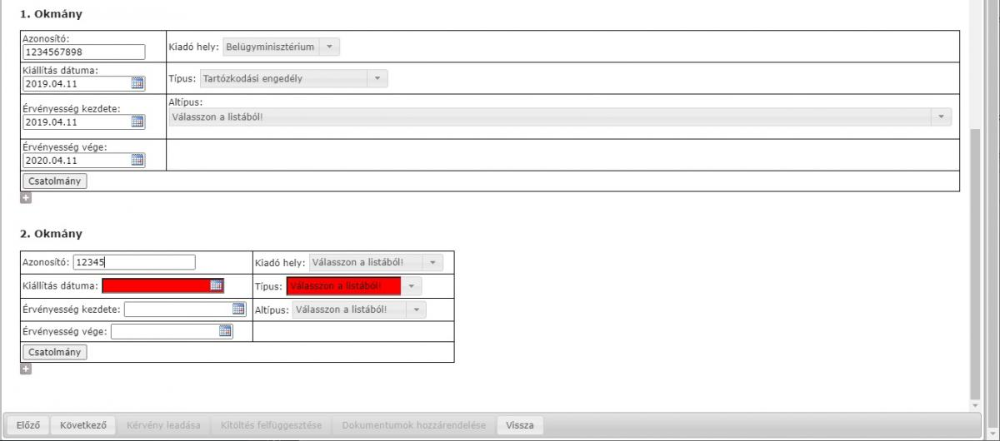 1. Okmány
Azonosító:
1234567898
Kiadó hely: Belügyminisztérium
Kiállítás dátuma:
2019.04.11
Típus: Tartózkodási engedély
Érvényesség kezdete:
2019.04.11
Altípus:
Válasszon a listából!
Érvényesség vége:
2020.04.11
Csatolmány
+
2. Okmány
Azonosító: 12345
Kiadó hely: Válasszon a listából!
Kiállítás dátuma:
Típus: Válasszon a listából!
Érvényesség kezdete:
Altípus: Válasszon a listából!
Érvényesség vége:
Csatolmány
+
Előző Következő Kérvény leadása Kitöltés felfüggesztése Dokumentumok hozzárendelése Vissza